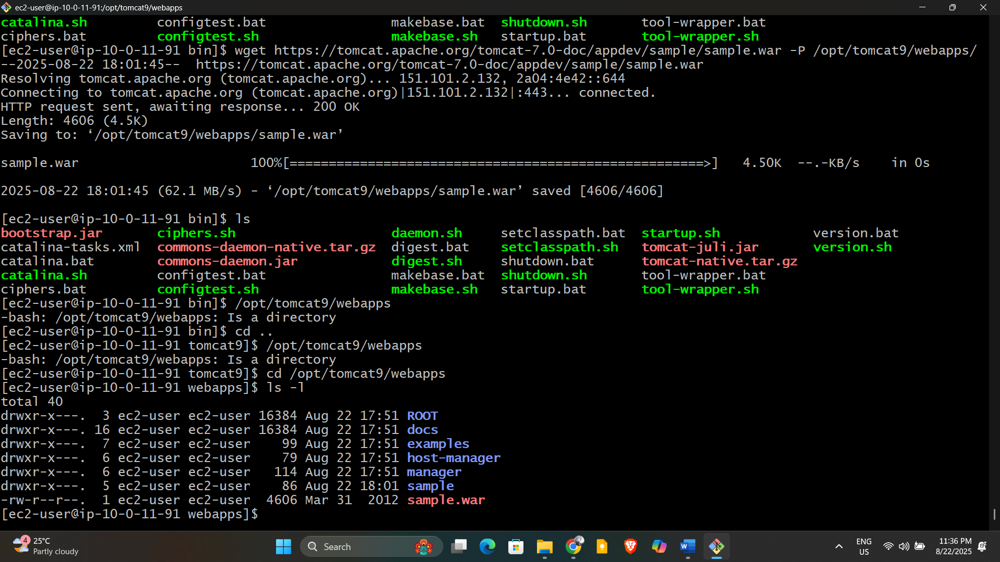 ec2-user@ip-10-0-11-91:/opt/tomcat9/webapps
catalina.sh configtest.bat makebase.bat shutdown.sh tool-wrapper.bat
ciphers.bat configtest.sh makebase.sh startup.bat tool-wrapper.sh
[ec2-user@ip-10-0-11-91 bin]$ wget https://tomcat.apache.org/tomcat-7.0-doc/appdev/sample/sample.war -P /opt/tomcat9/webapps/
--2025-08-22 18:01:45-- https://tomcat.apache.org/tomcat-7.0-doc/appdev/sample/sample.war
Resolving tomcat.apache.org (tomcat.apache.org)... 151.101.2.132, 2a04:4e42::644
Connecting to tomcat.apache.org (tomcat.apache.org)|151.101.2.132|:443... connected.
HTTP request sent, awaiting response... 200 OK
Length: 4606 (4.5K)
Saving to: ‘/opt/tomcat9/webapps/sample.war’
sample.war 100%[=====================================================>] 4.50K --.-KB/s in 0s
2025-08-22 18:01:45 (62.1 MB/s) - ‘/opt/tomcat9/webapps/sample.war’ saved [4606/4606]
[ec2-user@ip-10-0-11-91 bin]$ ls
bootstrap.jar ciphers.sh daemon.sh setclasspath.bat startup.sh version.bat
catalina-tasks.xml commons-daemon-native.tar.gz digest.bat setclasspath.sh tomcat-juli.jar version.sh
catalina.bat commons-daemon.jar digest.sh shutdown.bat tomcat-native.tar.gz
catalina.sh configtest.bat makebase.bat shutdown.sh tool-wrapper.bat
ciphers.bat configtest.sh makebase.sh startup.bat tool-wrapper.sh
[ec2-user@ip-10-0-11-91 bin]$ /opt/tomcat9/webapps
-bash: /opt/tomcat9/webapps: Is a directory
[ec2-user@ip-10-0-11-91 bin]$ cd ..
[ec2-user@ip-10-0-11-91 tomcat9]$ /opt/tomcat9/webapps
-bash: /opt/tomcat9/webapps: Is a directory
[ec2-user@ip-10-0-11-91 tomcat9]$ cd /opt/tomcat9/webapps
[ec2-user@ip-10-0-11-91 webapps]$ ls -l
total 40
drwxr-x---. 3 ec2-user ec2-user 16384 Aug 22 17:51 ROOT
drwxr-x---. 16 ec2-user ec2-user 16384 Aug 22 17:51 docs
drwxr-x---. 7 ec2-user ec2-user 99 Aug 22 17:51 examples
drwxr-x---. 6 ec2-user ec2-user 79 Aug 22 17:51 host-manager
drwxr-x---. 6 ec2-user ec2-user 114 Aug 22 17:51 manager
drwxr-x---. 5 ec2-user ec2-user 86 Aug 22 18:01 sample
-rw-r--r--. 1 ec2-user ec2-user 4606 Mar 31 2012 sample.war
[ec2-user@ip-10-0-11-91 webapps]$
4 25°C
Partly cloudy
Search
W
ENG
US
11:36 PM
8/22/2025